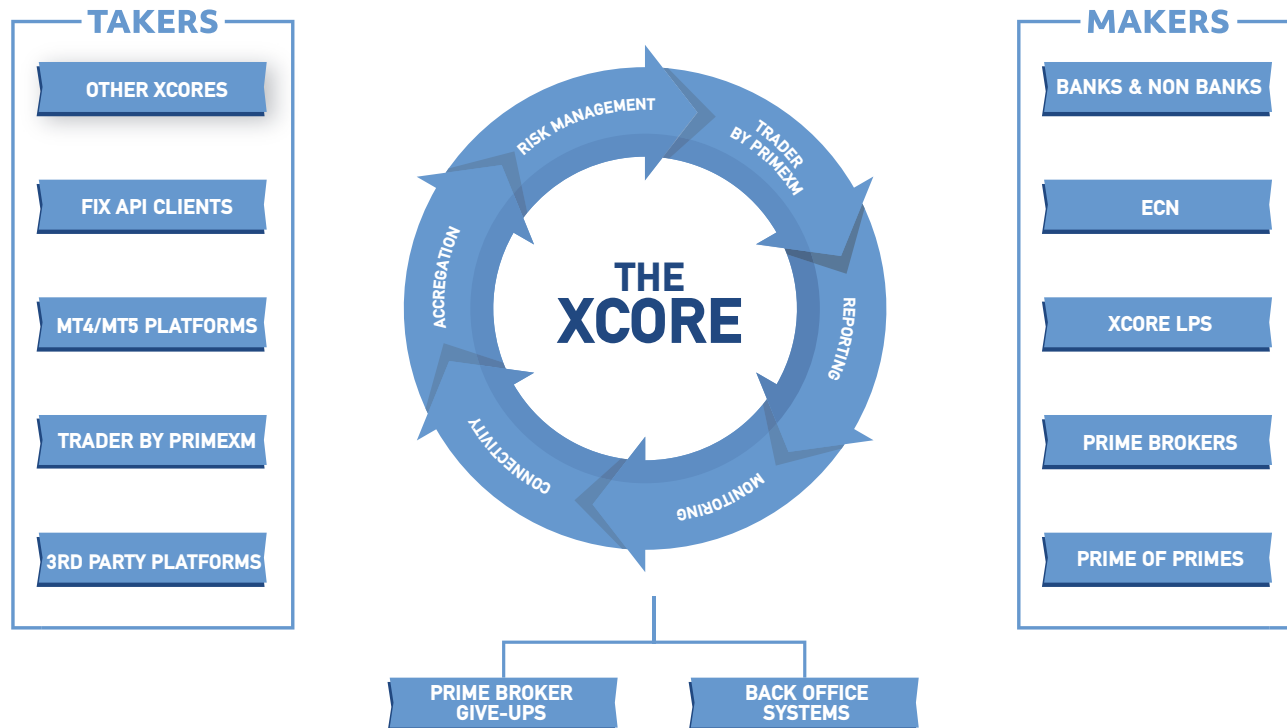 TAKERS
OTHER XCORES
FIX API CLIENTS
MT4/MT5 PLATFORMS
TRADER BY PRIMEXM
3RD PARTY PLATFORMS
RISK MANAGEMENT
TRADER
BY PRIMEXM
REPORTING
MONITORING
CONNECTIVITY
ACCREGATION
THE
XCORE
MAKERS
BANKS & NON BANKS
ECN
XCORE LPS
PRIME BROKERS
PRIME OF PRIMES
PRIME BROKER
GIVE-UPS
BACK OFFICE
SYSTEMS